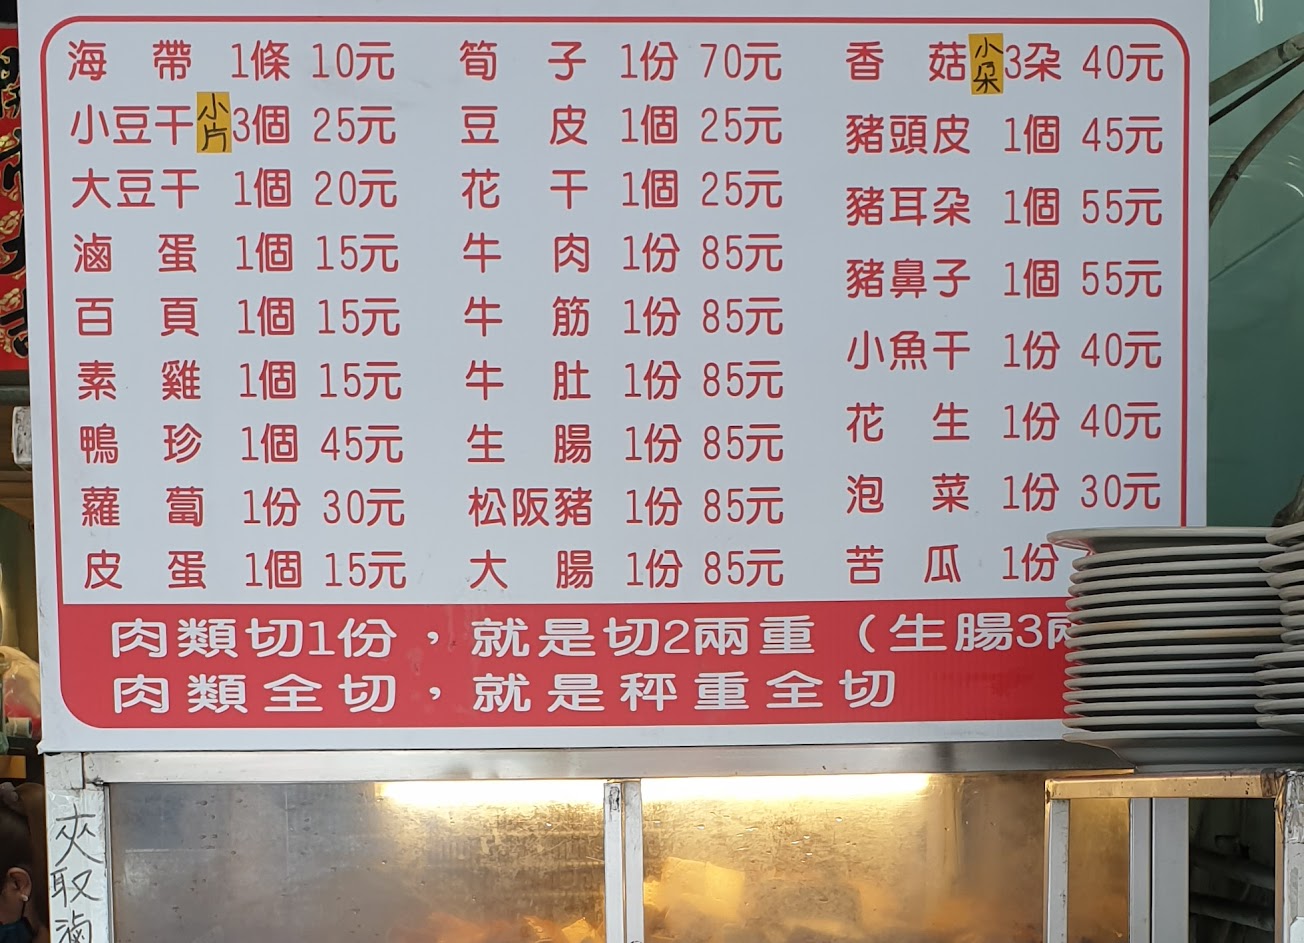 海帶 1條 10元
小豆干 小片 3個 25元
大豆干 1個 20元
滷蛋 1個 15元
百頁 1個 15元
素雞 1個 15元
鴨珍 1個 45元
蘿蔔 1份 30元
皮蛋 1個 15元
筍子 1份 70元
豆皮 1個 25元
花干 1個 25元
牛肉 1份 85元
牛筋 1份 85元
牛肚 1份 85元
生腸 1份 85元
松阪豬 1份 85元
大腸 1份 85元
香菇 小朵 3朵 40元
豬頭皮 1個 45元
豬耳朵 1個 55元
豬鼻子 1個 55元
小魚干 1份 40元
花生 1份 40元
泡菜 1份 30元
苦瓜 1份
肉類切1份，就是切2兩重（生腸3兩
肉類全切，就是秤重全切
夾取滷